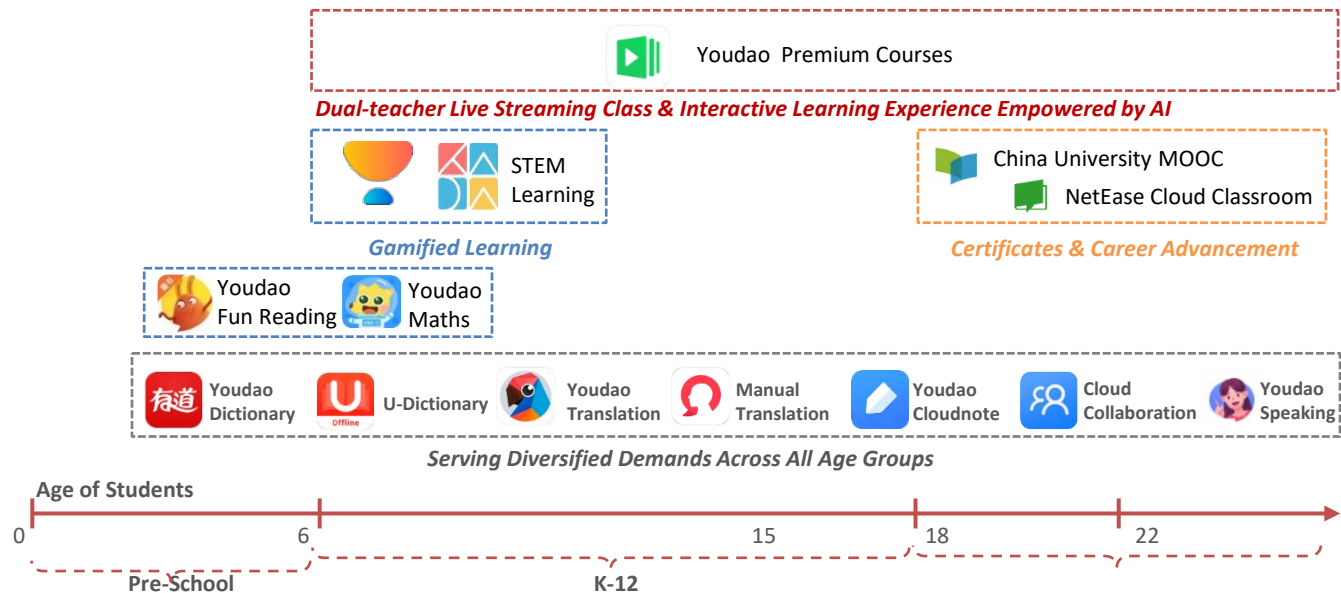 Youdao Premium Courses
Dual-teacher Live Streaming Class & Interactive Learning Experience Empowered by AI
STEM
Learning
China University MOOC
NetEase Cloud Classroom
Gamified Learning
Certificates & Career Advancement
Youdao
Fun Reading
Youdao
Maths
有道
Youdao
Dictionary
U
Offline
U-Dictionary
Youdao
Translation
Manual
Translation
Youdao
Cloudnote
Cloud
Collaboration
Youdao
Speaking
Serving Diversified Demands Across All Age Groups
Age of Students
0
6
15
18
22
Pre-School
K-12